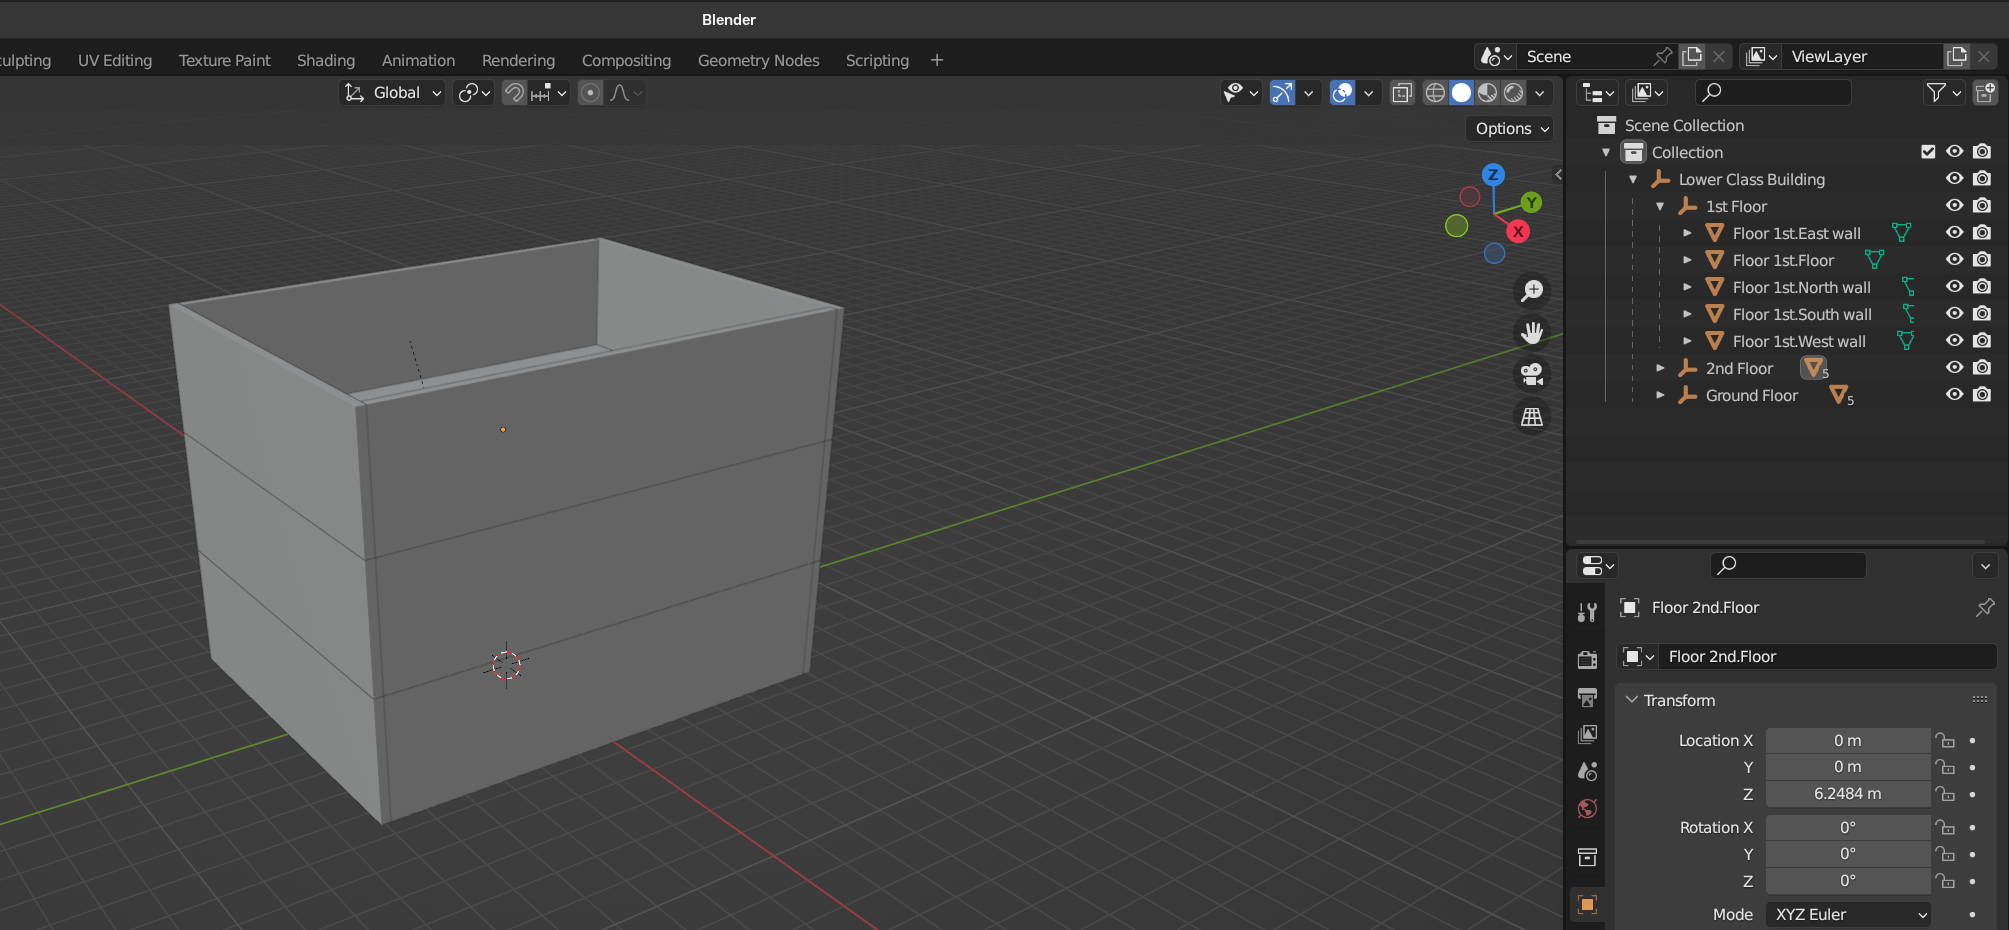 Blender
ulpting UV Editing Texture Paint Shading Animation Rendering Compositing Geometry Nodes Scripting +
Scene
ViewLayer
Global
Options
Z
Y
X
Scene Collection
Collection
Lower Class Building
1st Floor
Floor 1st.East wall
Floor 1st.Floor
Floor 1st.North wall
Floor 1st.South wall
Floor 1st.West wall
2nd Floor 5
Ground Floor 5
Floor 2nd.Floor
Floor 2nd.Floor
Transform
Location X 0 m
Y 0 m
Z 6.2484 m
Rotation X 0°
Y 0°
Z 0°
Mode XYZ Euler